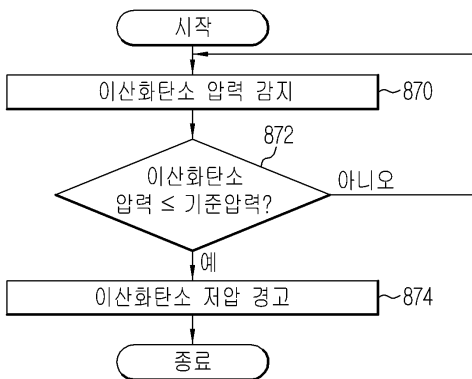 시작
이산화탄소 압력 감지
870
872
이산화탄소
압력 ≤ 기준압력?
아니오
예
이산화탄소 저압 경고
874
종료